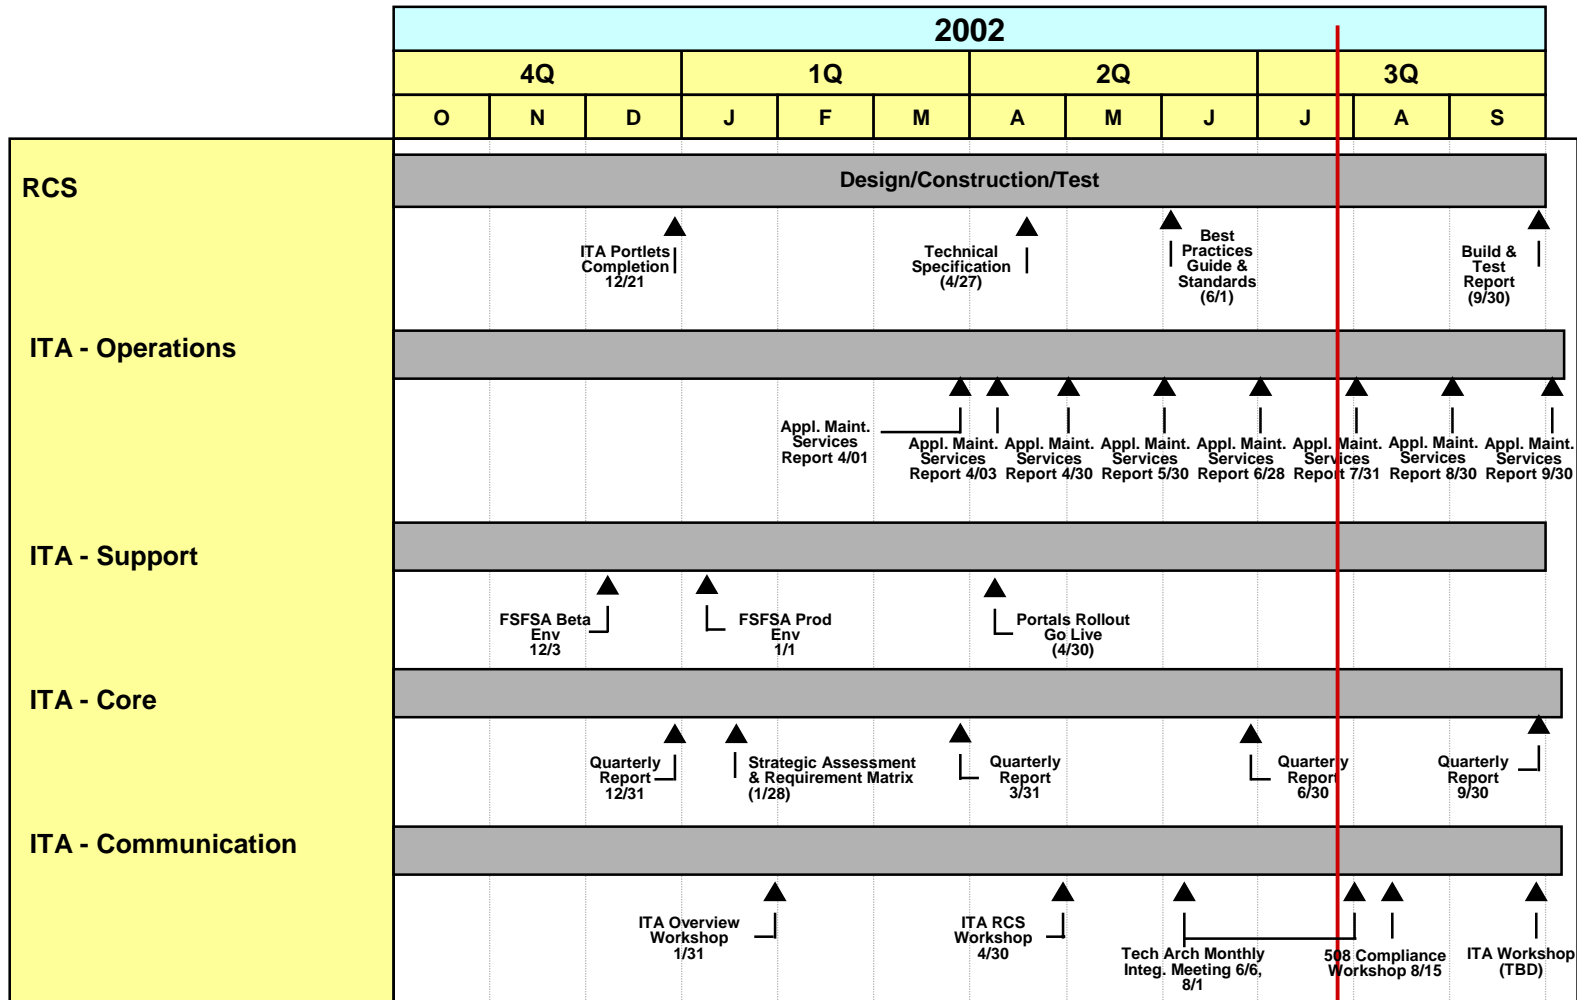 2002
4Q 1Q 2Q 3Q
O N D J F M A M J J A S
RCS
Design/Construction/Test
ITA Portlets
Completion
12/21
Technical
Specification
(4/27)
Best
Practices
Guide &
Standards
(6/1)
Build &
Test
Report
(9/30)
ITA - Operations
Appl. Maint.
Services
Report 4/01
Appl. Maint.
Services
Report 4/03
Appl. Maint.
Services
Report 4/30
Appl. Maint.
Services
Report 5/30
Appl. Maint.
Services
Report 6/28
Appl. Maint.
Services
Report 7/31
Appl. Maint.
Services
Report 8/30
Appl. Maint.
Services
Report 9/30
ITA - Support
FSFSA Beta
Env
12/3
FSFSA Prod
Env
1/1
Portals Rollout
Go Live
(4/30)
ITA - Core
Quarterly
Report
12/31
Strategic Assessment
& Requirement Matrix
(1/28)
Quarterly
Report
3/31
Quarterly
Report
6/30
Quarterly
Report
9/30
ITA - Communication
ITA Overview
Workshop
1/31
ITA RCS
Workshop
4/30
Tech Arch Monthly
Integ. Meeting 6/6,
8/1
508 Compliance
Workshop 8/15
ITA Workshop
(TBD)